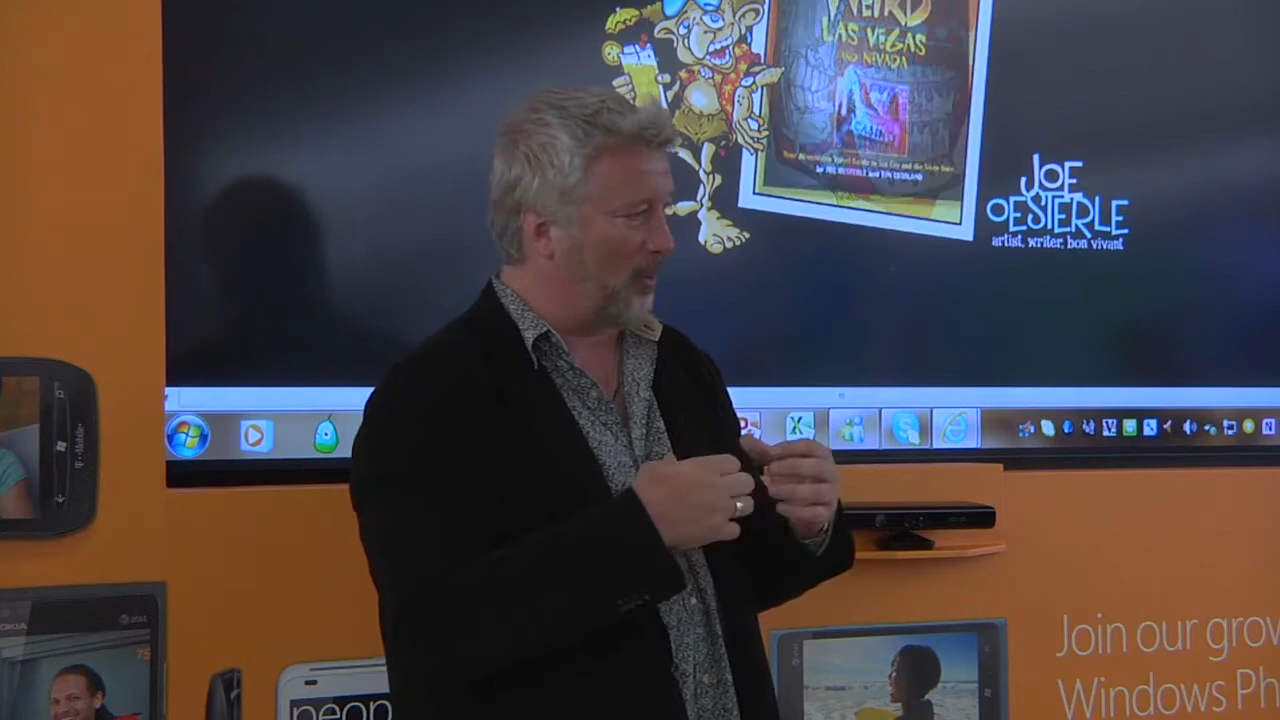 WEIRD
LAS VEGAS
AND NEVADA
JOE
OESTERLE
artist, writer, bon vivant
T-Mobile
NOKIA
at&t
Join our grow
Windows Ph
peop